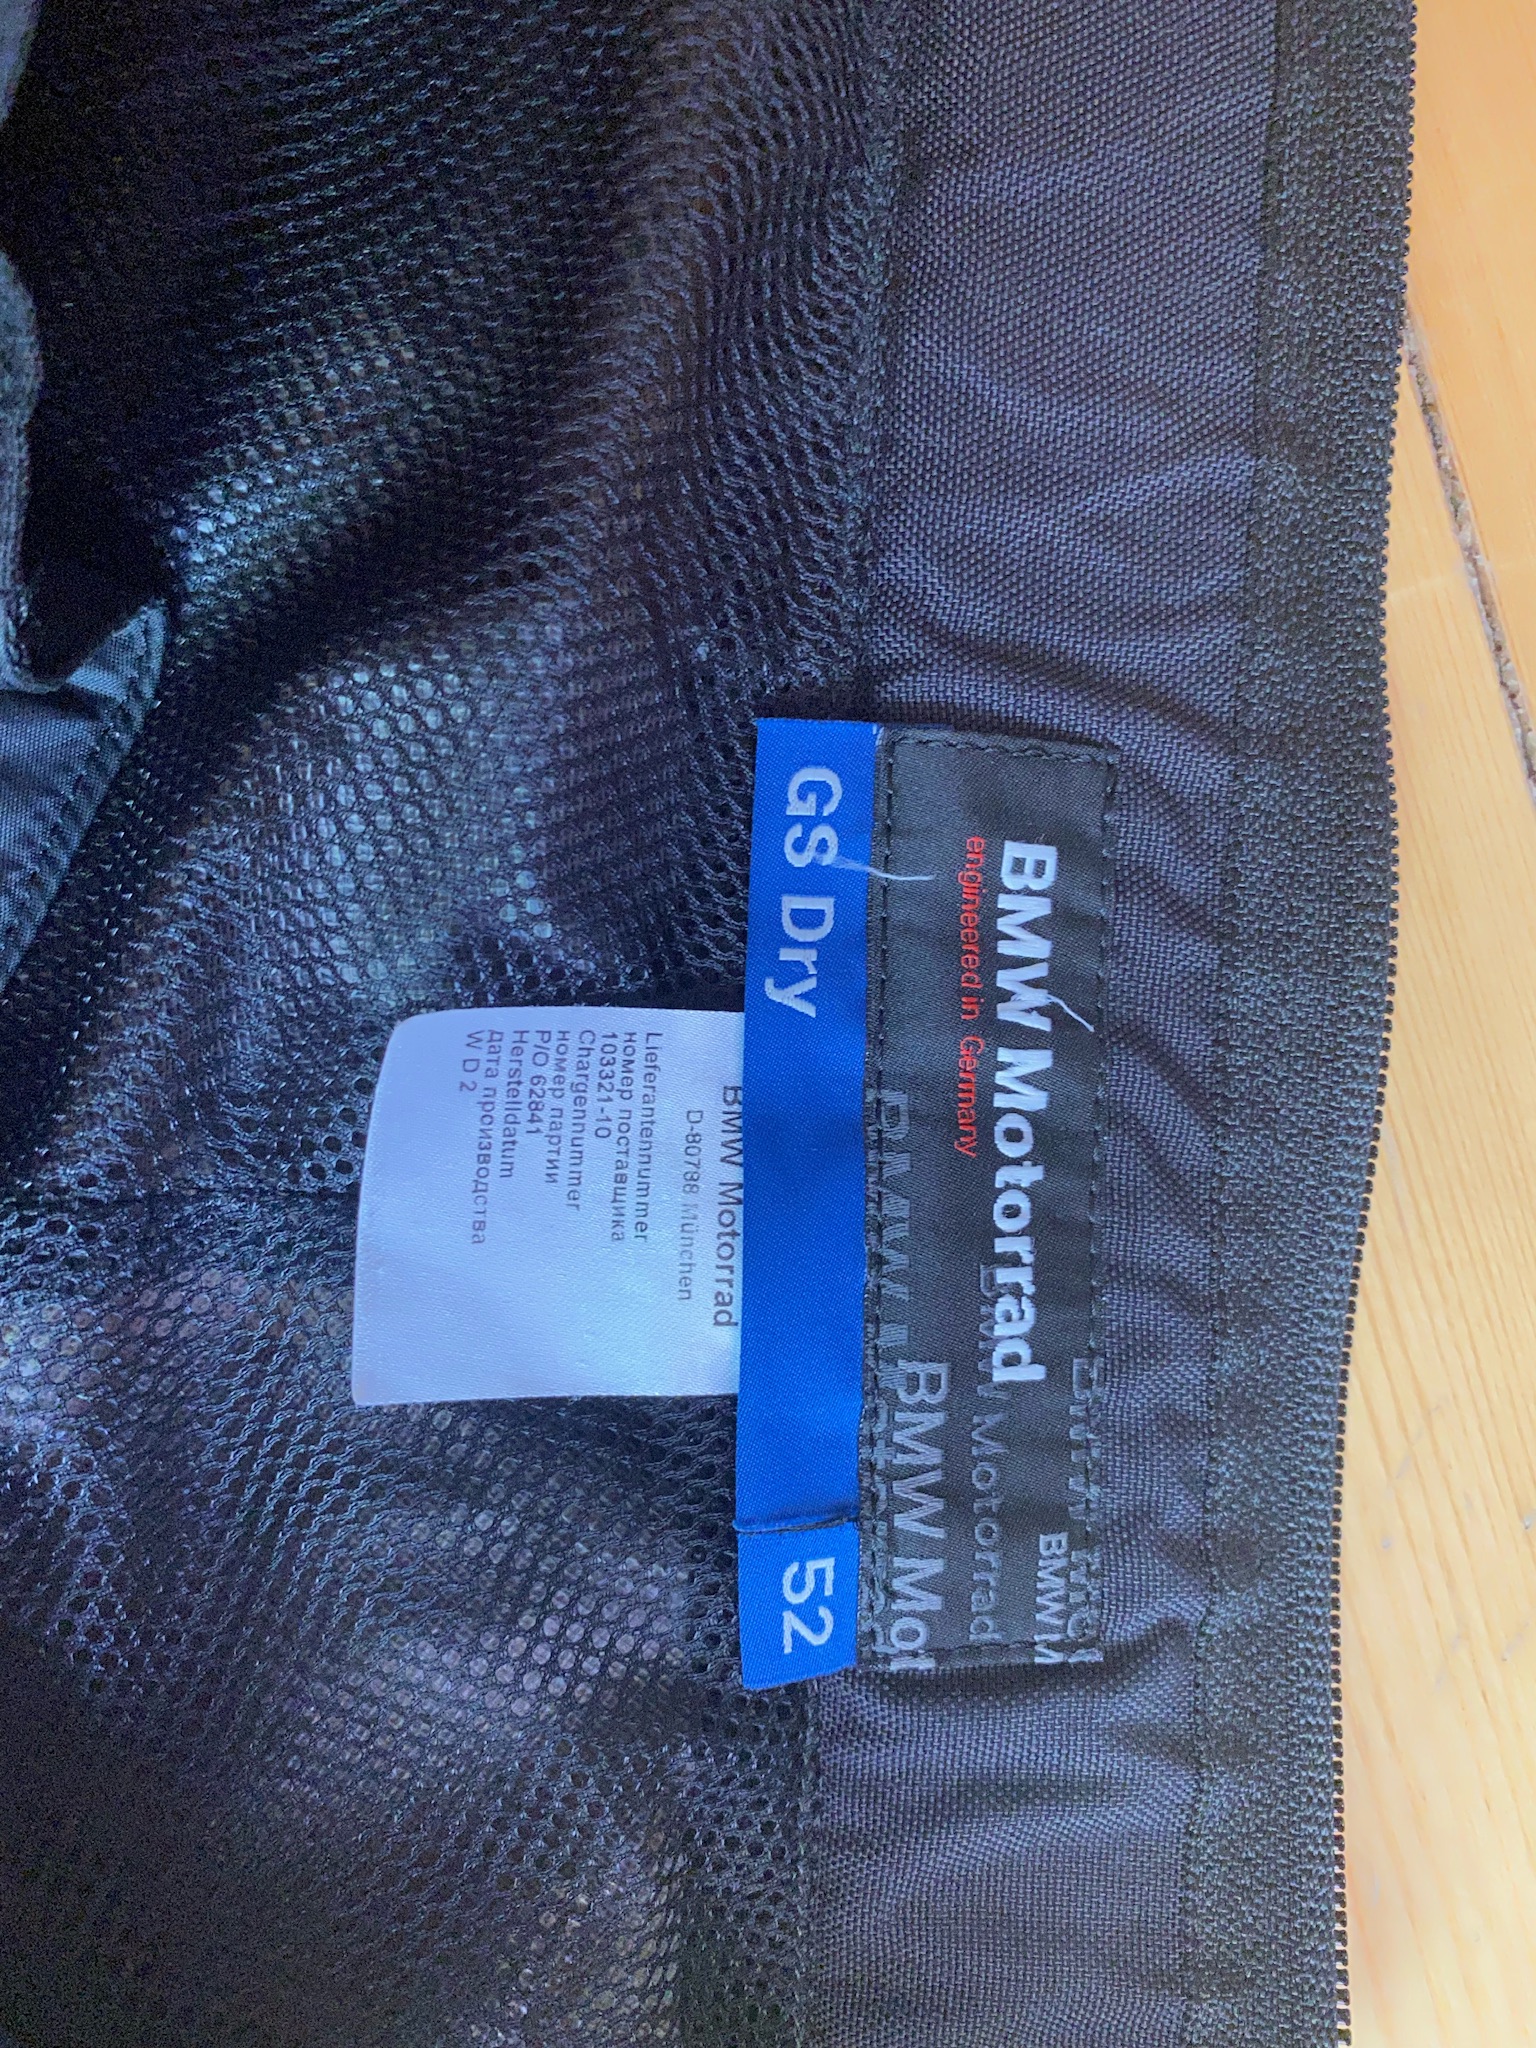 BMW Motorrad
engineered in Germany
BMW M
Motorrad
BMW Mo
GS Dry
52
BMW Motorrad
D-80788 München
Lieferantennummer
номер поставщика
103321-10
Chargennummer
номер партии
P/O 62841
Herstelldatum
дата производства
W D 2